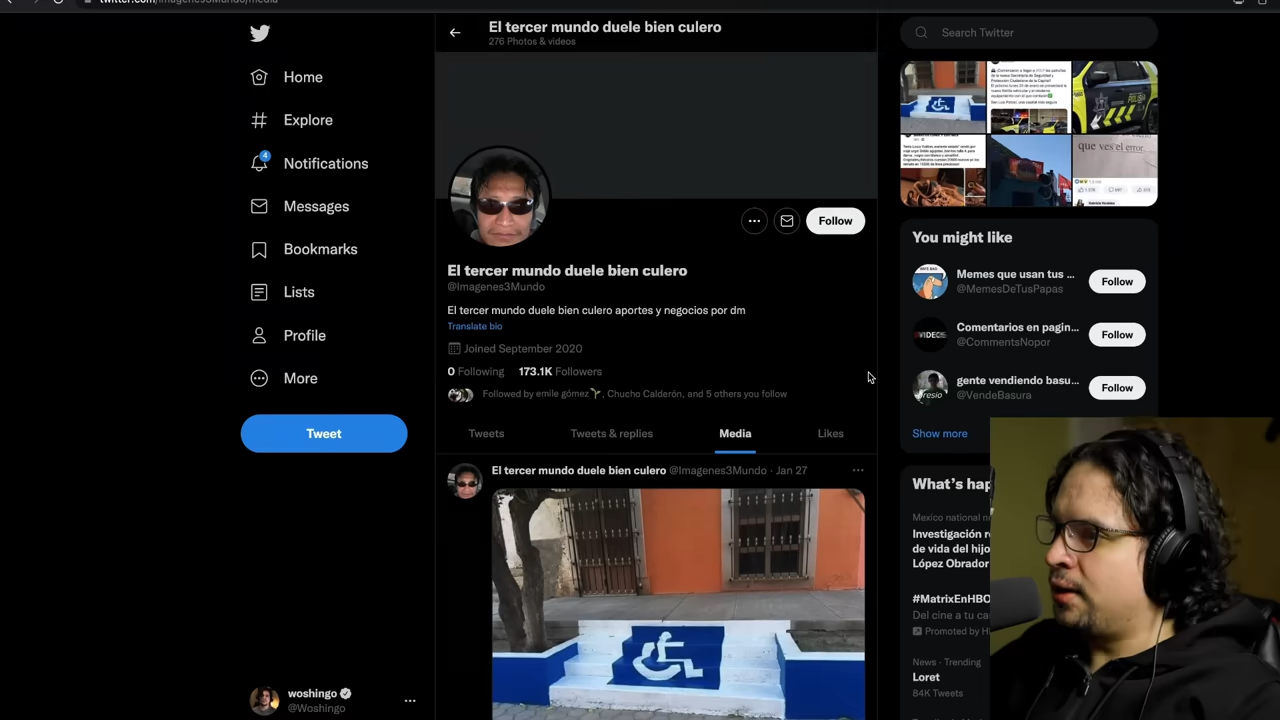 El tercer mundo duele bien culero
276 Photos & videos
Home
Explore
4
Notifications
Messages
Bookmarks
Lists
Profile
More
Tweet
woshingo
@Woshingo
Follow
El tercer mundo duele bien culero
@Imagenes3Mundo
El tercer mundo duele bien culero aportes y negocios por dm
Translate bio
Joined September 2020
0 Following 173.1K Followers
Followed by emile gómez, Chucho Calderón, and 5 others you follow
Tweets Tweets & replies Media Likes
El tercer mundo duele bien culero @Imagenes3Mundo · Jan 27
Search Twitter
que ves el error.
You might like
Memes que usan tus ...
@MemesDeTusPapas
Follow
Comentarios en pagin...
@CommentsNopor
Follow
gente vendiendo basu...
@VendeBasura
Follow
Show more
What's hap
Mexico national n
Investigación r
de vida del hijo
López Obrador
#MatrixEnHBO
Del cine a tu ca
Promoted by H
News · Trending
Loret
84K Tweets